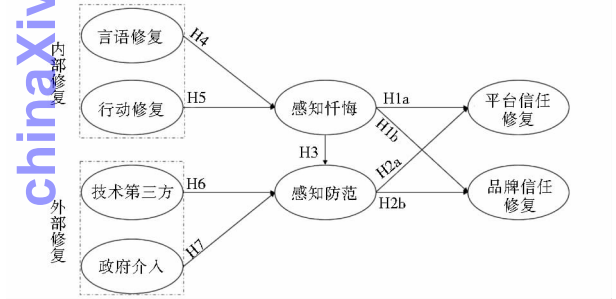 chinaXiv
内部修复
言语修复
行动修复
外部修复
技术第三方
政府介入
H4
H5
H6
H7
感知忏悔
H3
感知防范
H1a
H1b
H2a
H2b
平台信任
修复
品牌信任
修复